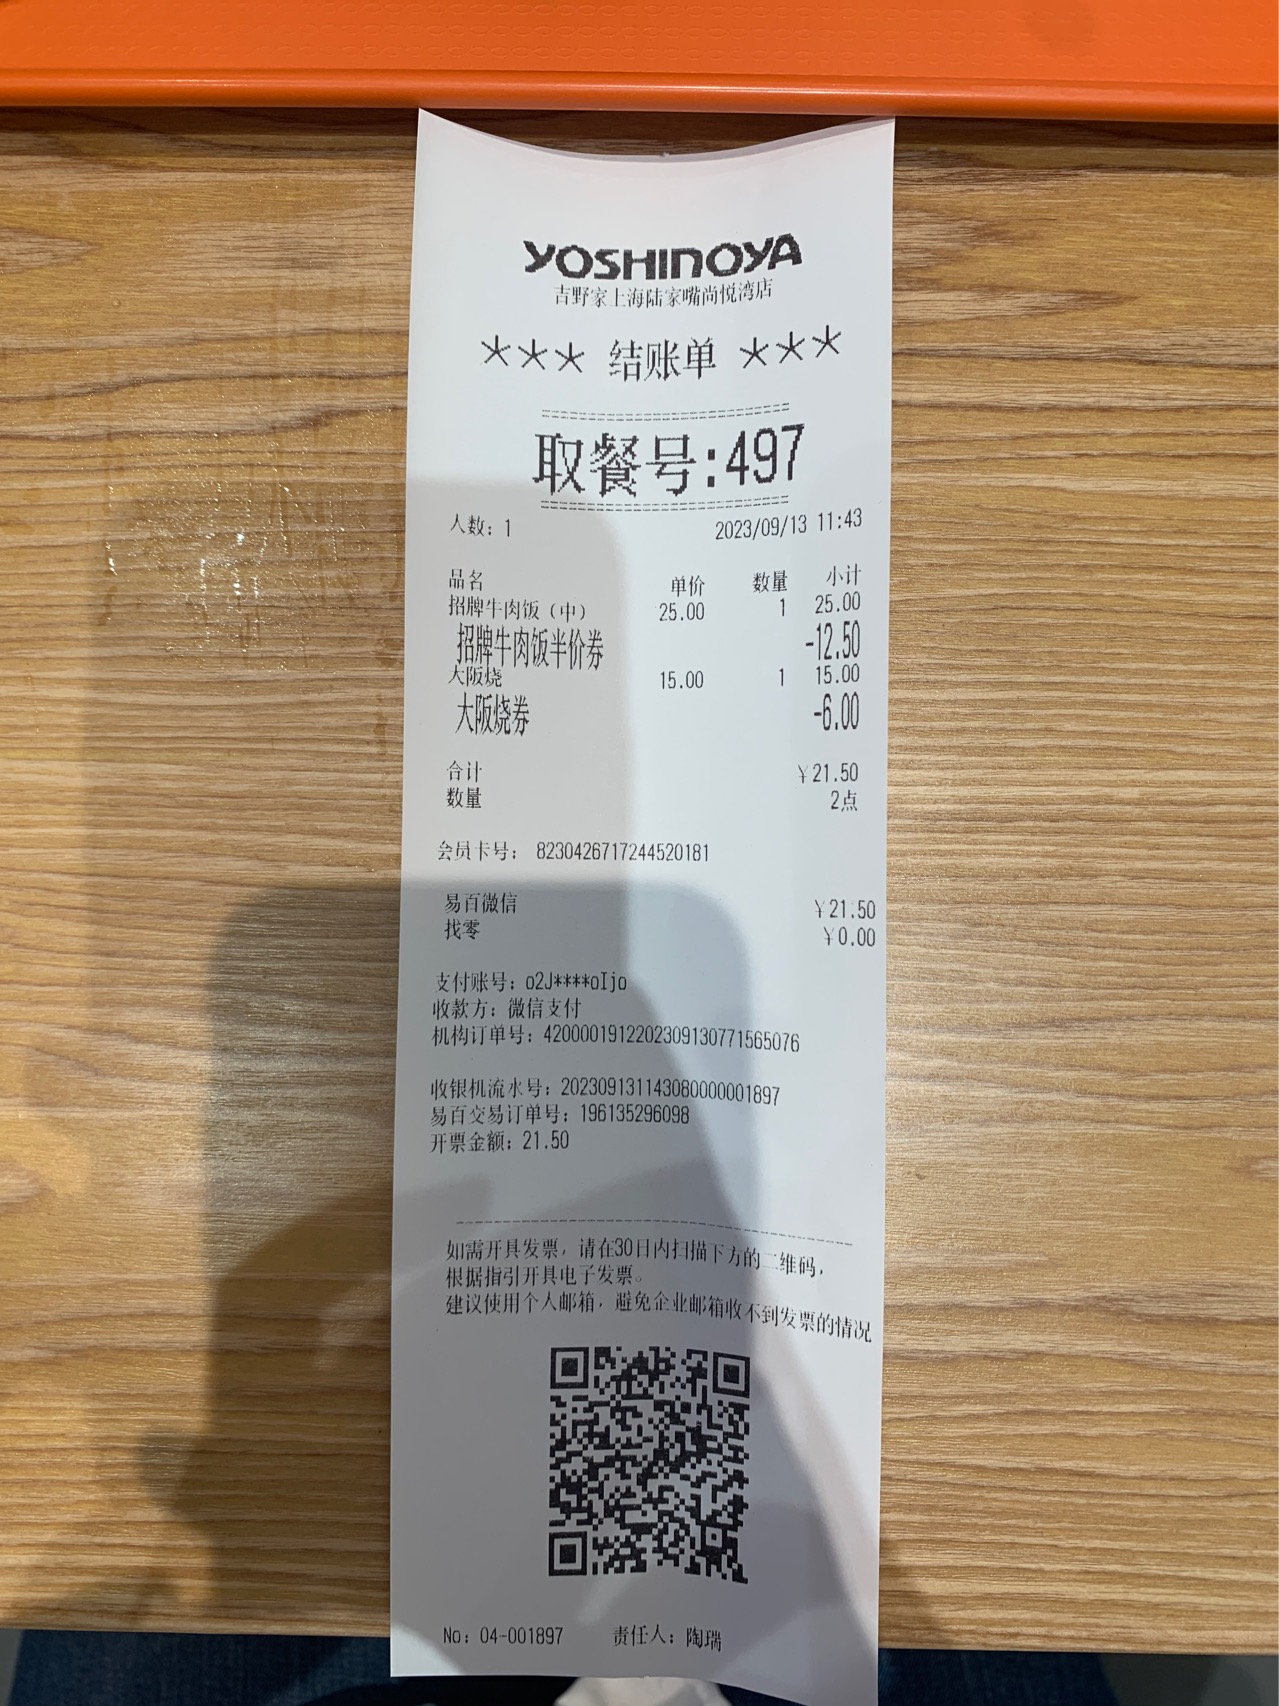 YOSHINOYA
吉野家上海陆家嘴尚悦湾店
*** 结账单 ***
取餐号:497
人数：1 2023/09/13 11:43
品名 单价 数量 小计
招牌牛肉饭（中） 25.00 1 25.00
招牌牛肉饭半价券 -12.50
大阪烧 15.00 1 15.00
大阪烧券 -6.00
合计 ￥21.50
数量 2点
会员卡号： 8230426717244520181
易百微信 ￥21.50
找零 ￥0.00
支付账号：o2J****oIjo
收款方：微信支付
机构订单号：4200001912202309130771565076
收银机流水号：2023091311430800000001897
易百交易订单号：196135296098
开票金额：21.50
如需开具发票，请在30日内扫描下方的二维码，
根据指引开具电子发票。
建议使用个人邮箱，避免企业邮箱收不到发票的情况
No：04-001897 责任人：陶瑞